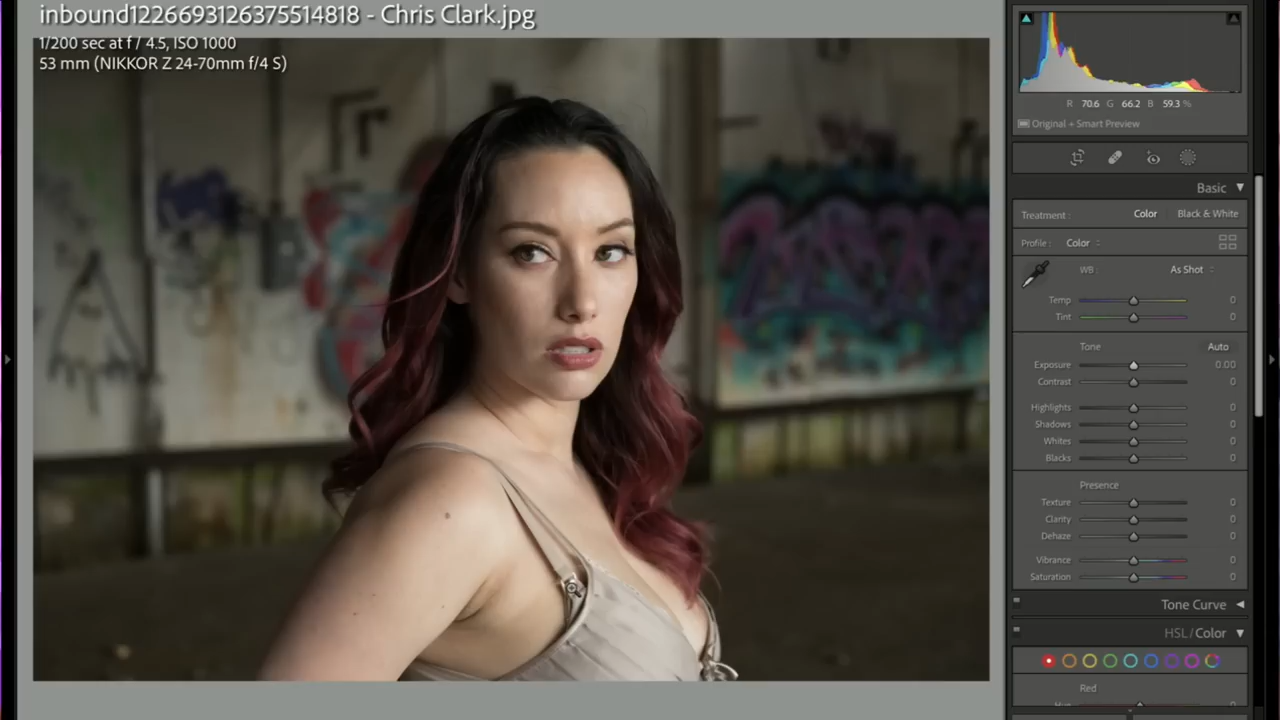 inbound1226693126375514818 - Chris Clark.jpg
1/200 sec at f / 4.5, ISO 1000
53 mm (NIKKOR Z 24-70mm f/4 S)
R 70.6 G 66.2 B 59.3 %
Original + Smart Preview
Basic
Treatment : Color Black & White
Profile : Color
WB : As Shot
Temp 0
Tint 0
Tone Auto
Exposure 0.00
Contrast 0
Highlights 0
Shadows 0
Whites 0
Blacks 0
Presence
Texture 0
Clarity 0
Dehaze 0
Vibrance 0
Saturation 0
Tone Curve
HSL / Color
Red